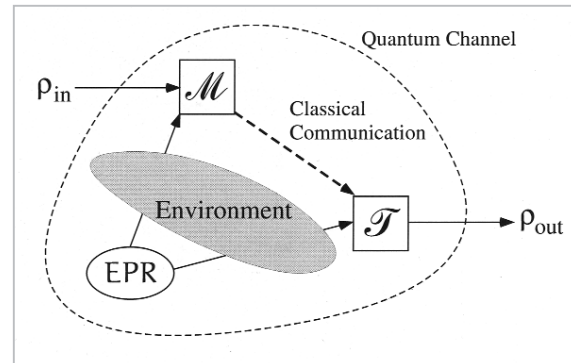 Quantum Channel
ρin
ℳ
Classical
Communication
Environment
𝒯
ρout
EPR